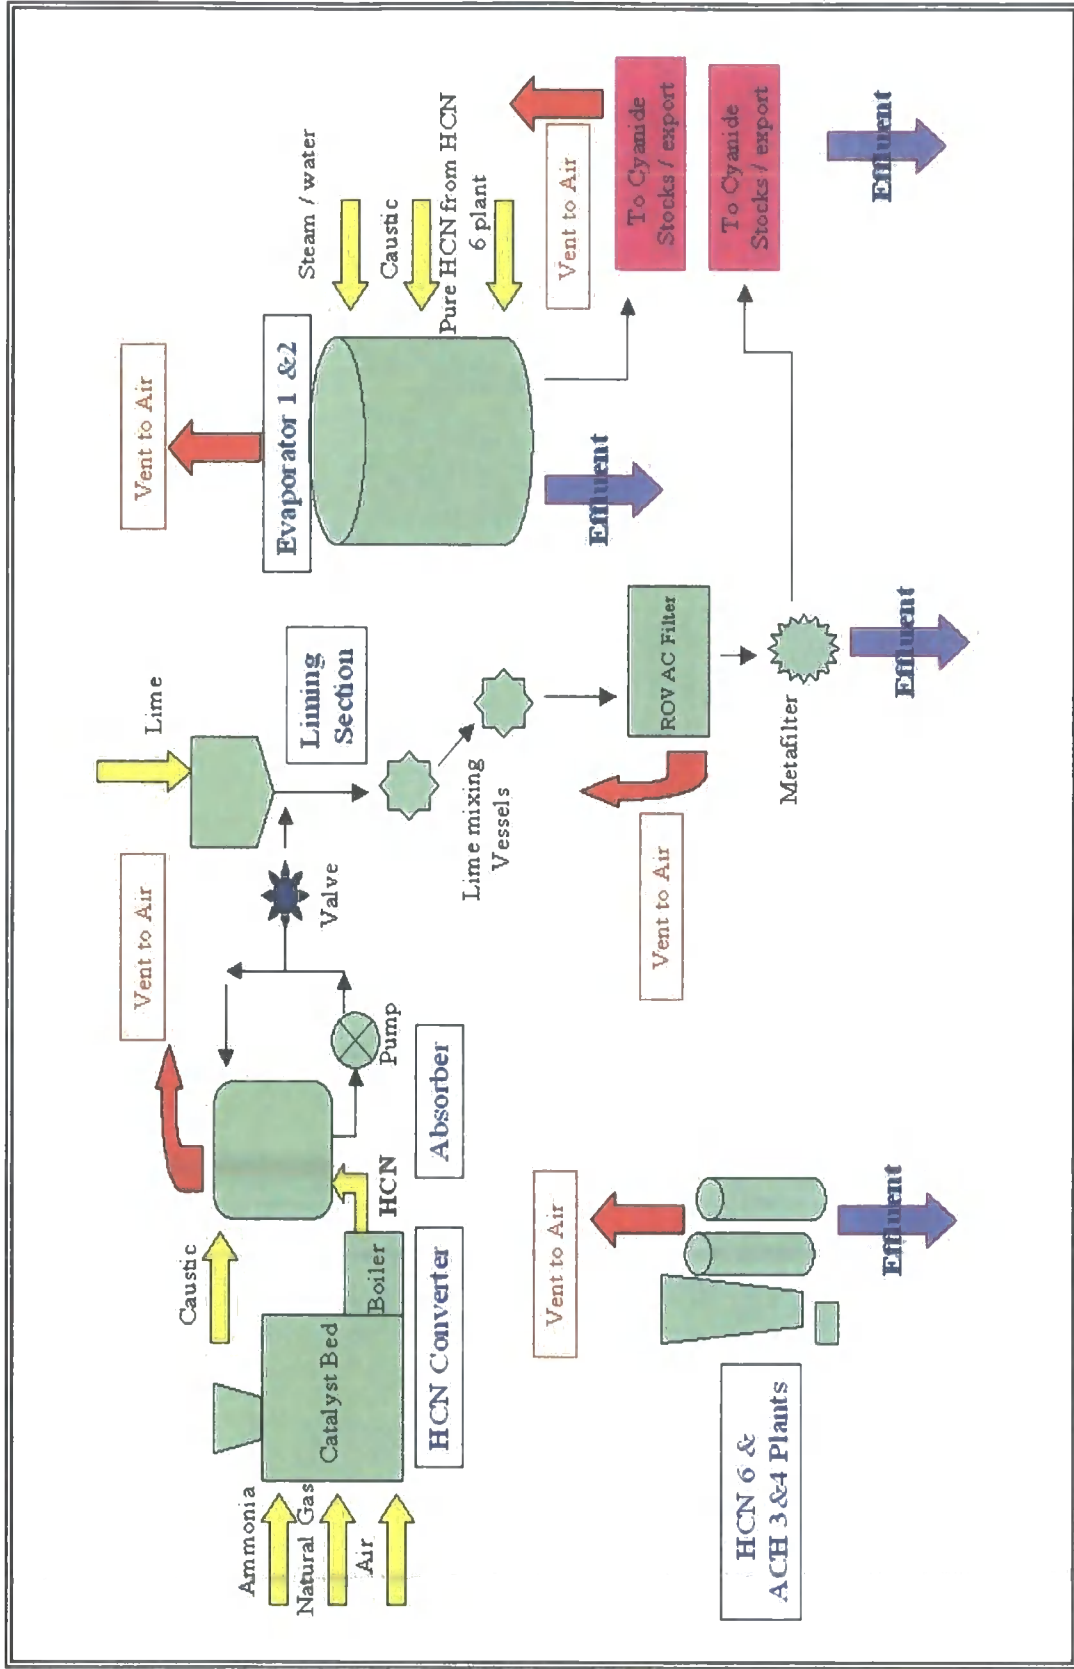 Ammonia
Natural Gas
Air
Catalyst Bed
Boiler
HCN Converter
Caustic
HCN
Vent to Air
Pump
Absorber
Valve
Lime
Liming
Section
Lime mixing
Vessels
ROVAC Filter
Vent to Air
Metafilter
Effluent
Vent to Air
Evaporator 1 &2
Steam / water
Caustic
Pure HCN from HCN
6 plant
Effluent
Vent to Air
To Cyanide
Stocks / export
To Cyanide
Stocks / export
Effluent
HCN 6 &
ACH 3 &4 Plants
Vent to Air
Effluent